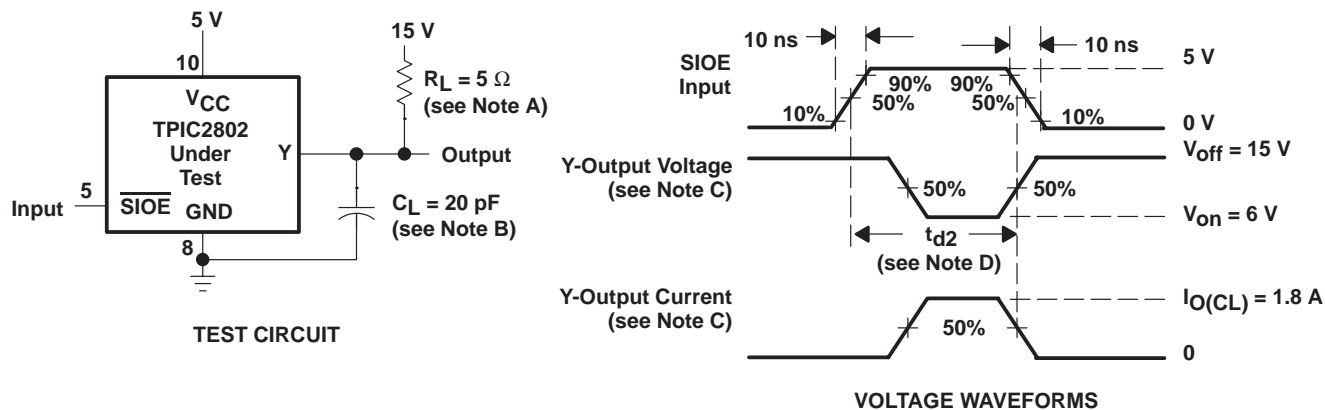 5 V
10
VCC
TPIC2802
Under
Test
Y
Input
5
SIOE
GND
8
15 V
RL = 5 Ω
(see Note A)
Output
CL = 20 pF
(see Note B)
TEST CIRCUIT
10 ns
10 ns
SIOE
Input
5 V
90%
90%
50%
50%
10%
10%
0 V
Y-Output Voltage
(see Note C)
Voff = 15 V
50%
50%
Von = 6 V
td2
(see Note D)
Y-Output Current
(see Note C)
IO(CL) = 1.8 A
50%
0
VOLTAGE WAVEFORMS